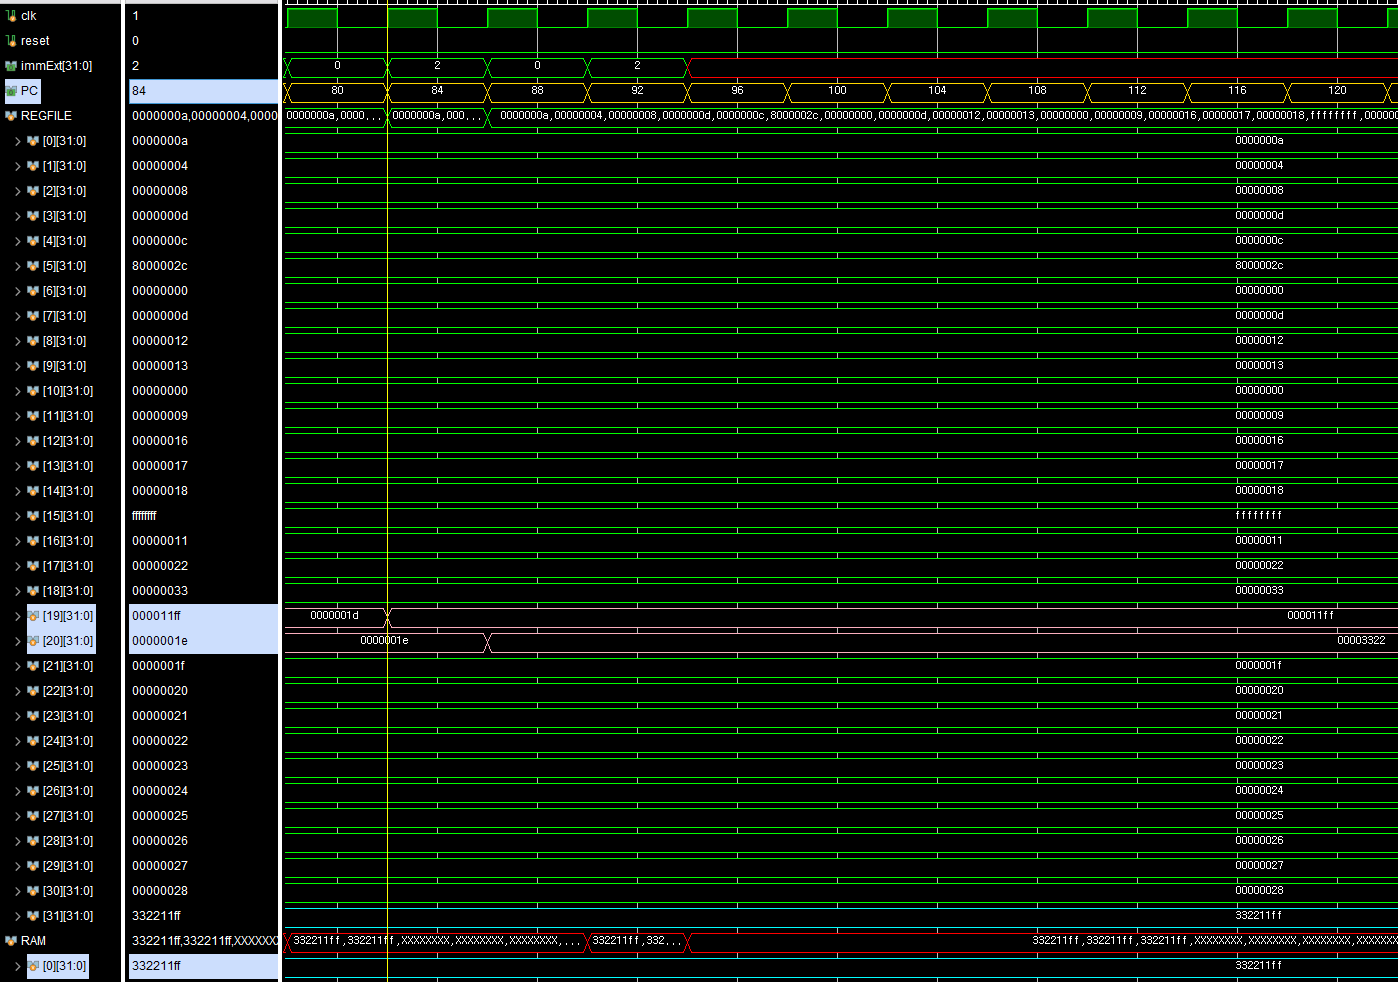 clk 1
reset 0
immExt[31:0] 2 0 2 0 2
PC 84 80 84 88 92 96 100 104 108 112 116 120
REGFILE 0000000a,00000004,0000 0000000a,0000... 0000000a,000... 0000000a,00000004,00000008,0000000d,0000000c,8000002c,00000000,0000000d,00000012,00000013,00000000,00000009,00000016,00000017,00000018,ffffffff,00000
[0][31:0] 0000000a 0000000a
[1][31:0] 00000004 00000004
[2][31:0] 00000008 00000008
[3][31:0] 0000000d 0000000d
[4][31:0] 0000000c 0000000c
[5][31:0] 8000002c 8000002c
[6][31:0] 00000000 00000000
[7][31:0] 0000000d 0000000d
[8][31:0] 00000012 00000012
[9][31:0] 00000013 00000013
[10][31:0] 00000000 00000000
[11][31:0] 00000009 00000009
[12][31:0] 00000016 00000016
[13][31:0] 00000017 00000017
[14][31:0] 00000018 00000018
[15][31:0] ffffffff ffffffff
[16][31:0] 00000011 00000011
[17][31:0] 00000022 00000022
[18][31:0] 00000033 00000033
[19][31:0] 000011ff 0000001d 000011ff
[20][31:0] 0000001e 0000001e 00003322
[21][31:0] 0000001f 0000001f
[22][31:0] 00000020 00000020
[23][31:0] 00000021 00000021
[24][31:0] 00000022 00000022
[25][31:0] 00000023 00000023
[26][31:0] 00000024 00000024
[27][31:0] 00000025 00000025
[28][31:0] 00000026 00000026
[29][31:0] 00000027 00000027
[30][31:0] 00000028 00000028
[31][31:0] 332211ff 332211ff
RAM 332211ff,332211ff,XXXXXX 332211ff,332211ff,XXXXXXXX,XXXXXXXX,XXXXXXXX,... 332211ff,332... 332211ff,332211ff,332211ff,XXXXXXXX,XXXXXXXX,XXXXXXXX,XXXXX
[0][31:0] 332211ff 332211ff